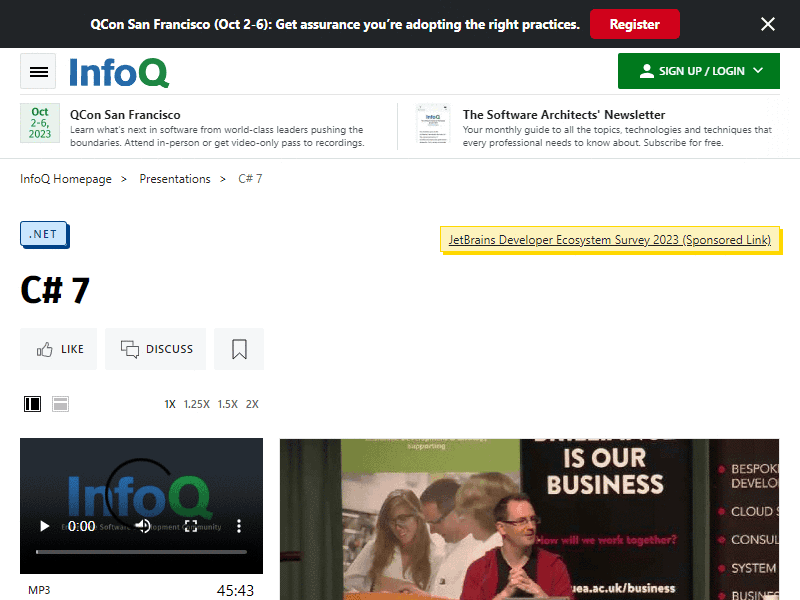 QCon San Francisco (Oct 2-6): Get assurance you're adopting the right practices.
Register
InfoQ
SIGN UP / LOGIN
Oct
2-6,
2023
QCon San Francisco
Learn what's next in software from world-class leaders pushing the
boundaries. Attend in-person or get video-only pass to recordings.
InfoQ
The Software Architects' Newsletter
Your monthly guide to all the topics, technologies and techniques that
every professional needs to know about. Subscribe for free.
InfoQ Homepage > Presentations > C# 7
.NET
JetBrains Developer Ecosystem Survey 2023 (Sponsored Link)
C# 7
LIKE
DISCUSS
1X 1.25X 1.5X 2X
InfoQ
Software Development Community
0:00
MP3
45:43
supporting
IS OUR
BUSINESS
How will we work together?
uea.ac.uk/business
CLOUD
SYSTEM